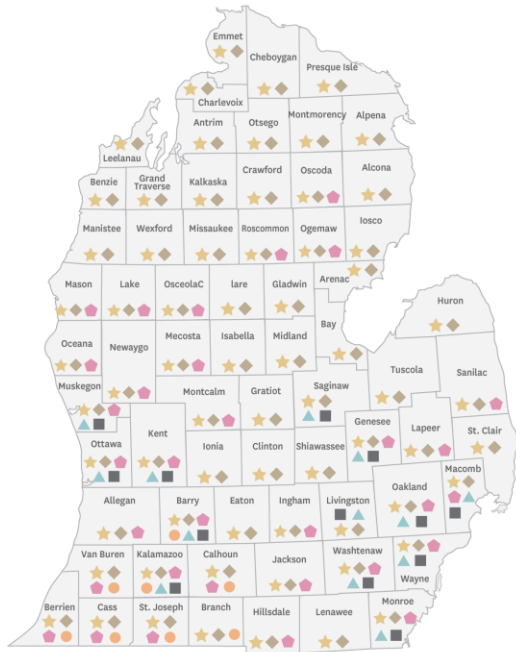 Emmet
Cheboygan
Presque Isle
Charlevoix
Antrim
Otsego
Montmorency
Alpena
Leelanau
Benzie
Grand
Traverse
Kalkaska
Crawford
Oscoda
Alcona
Manistee
Wexford
Missaukee
Roscommon
Ogemaw
Iosco
Mason
Lake
OsceolaC
lare
Gladwin
Arenac
Huron
Oceana
Newaygo
Mecosta
Isabella
Midland
Bay
Tuscola
Sanilac
Muskegon
Montcalm
Gratiot
Saginaw
Genesee
Lapeer
St. Clair
Ottawa
Kent
Ionia
Clinton
Shiawassee
Macomb
Allegan
Barry
Eaton
Ingham
Livingston
Oakland
Van Buren
Kalamazoo
Calhoun
Jackson
Washtenaw
Wayne
Berrien
Cass
St. Joseph
Branch
Hillsdale
Lenawee
Monroe